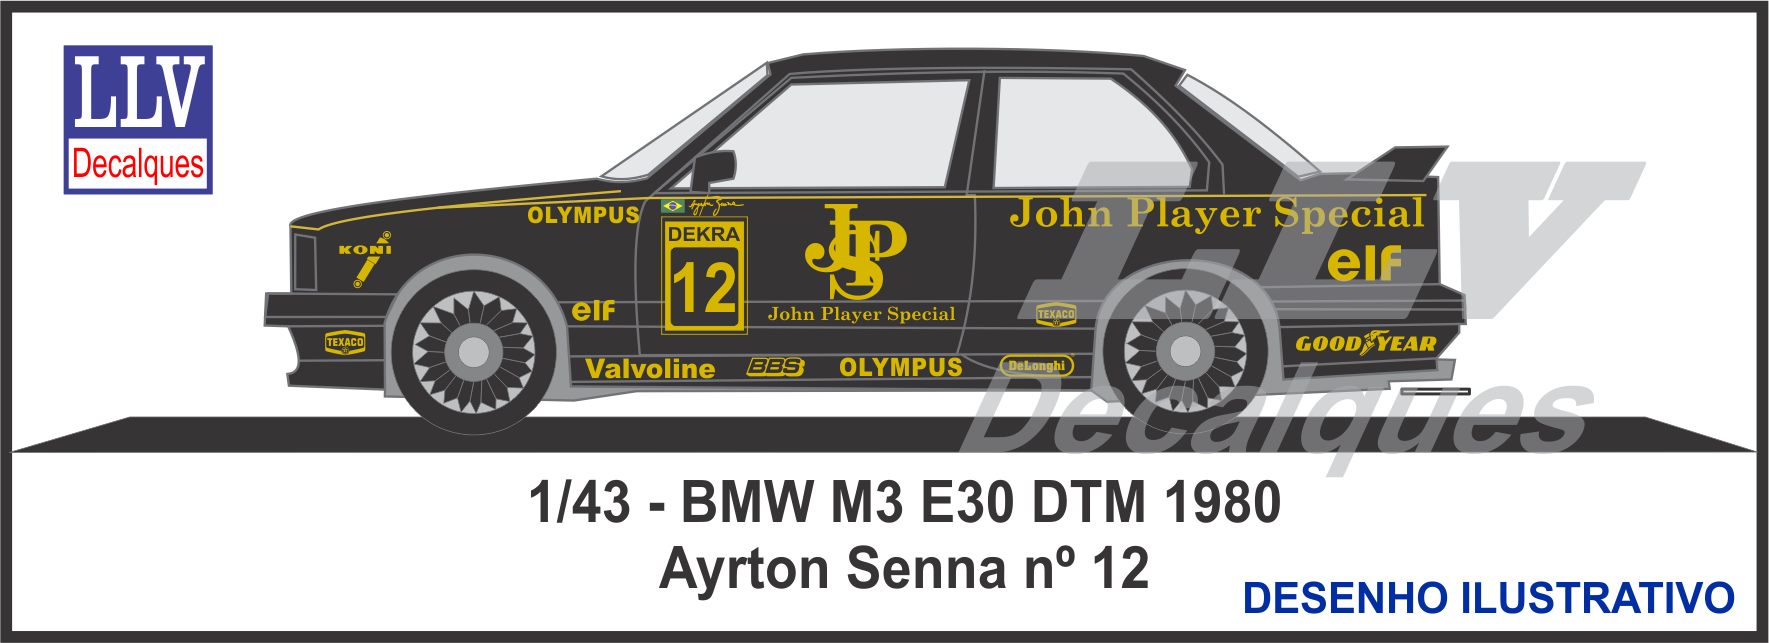 LLV
Decalques
OLYMPUS
KONI
DEKRA
12
JPS
John Player Special
John Player Special
elf
elf
TEXACO
TEXACO
GOODYEAR
Valvoline
BBS
OLYMPUS
DeLonghi
LLV
Decalques
1/43 - BMW M3 E30 DTM 1980
Ayrton Senna nº 12
DESENHO ILUSTRATIVO